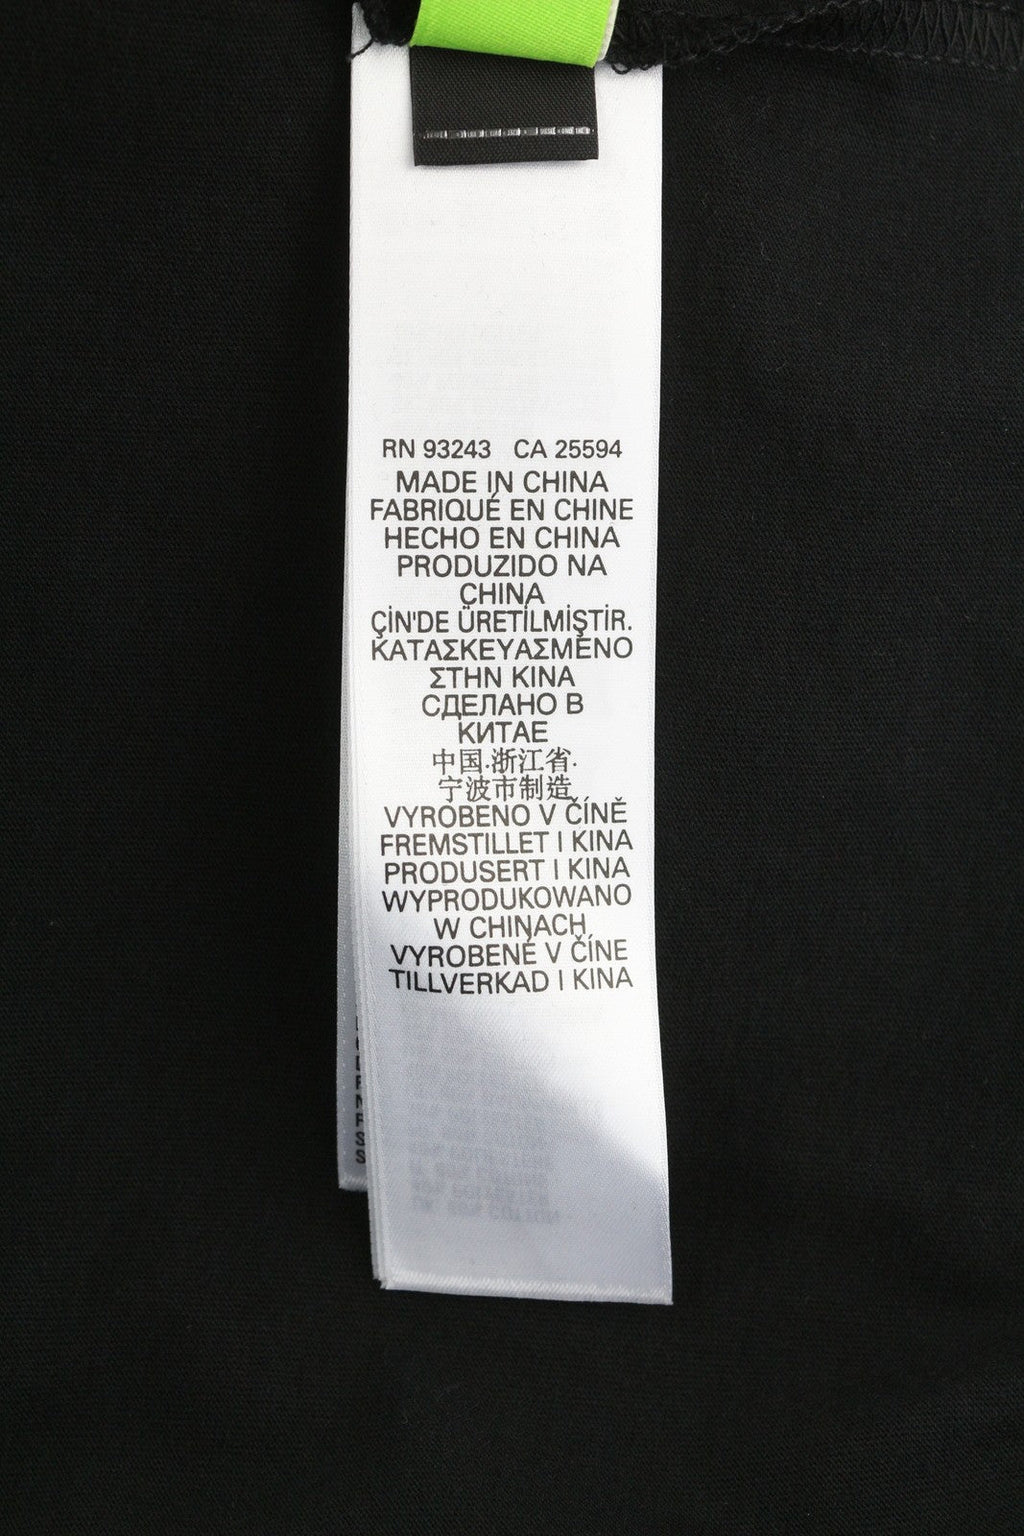 RN 93243 CA 25594
MADE IN CHINA
FABRIQUÉ EN CHINE
HECHO EN CHINA
PRODUZIDO NA
CHINA
ÇİN'DE ÜRETİLMİŞTİR.
ΚΑΤΑΣΚΕΥΑΣΜΕΝΟ
ΣΤΗΝ ΚΙΝΑ
СДЕЛАНО В
КИТАЕ
中国.浙江省.
宁波市制造
VYROBENO V ČÍNĚ
FREMSTILLET I KINA
PRODUSERT I KINA
WYPRODUKOWANO
W CHINACH
VYROBENÉ V ČÍNE
TILLVERKAD I KINA